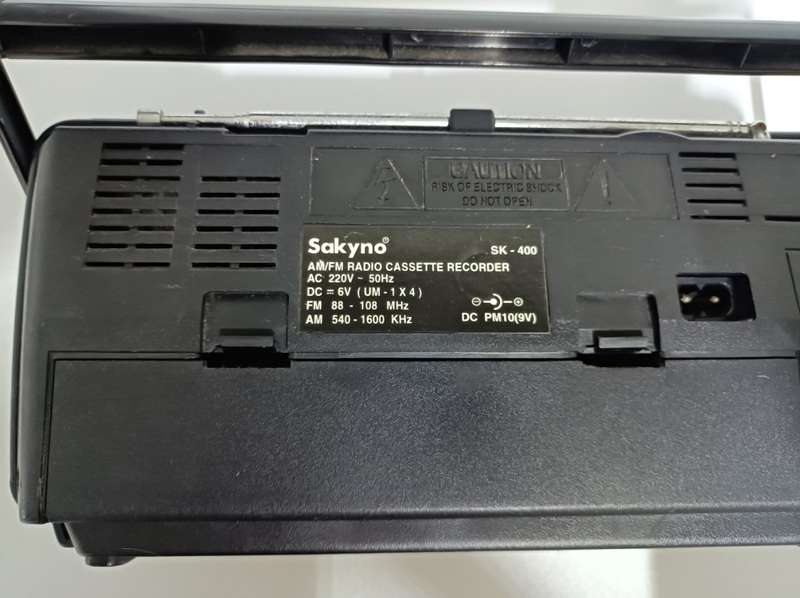 CAUTION
RISK OF ELECTRIC SHOCK
DO NOT OPEN
Sakyno® SK - 400
AM/FM RADIO CASSETTE RECORDER
AC 220V ~ 50Hz
DC = 6V ( UM - 1 X 4 )
FM 88 - 108 MHz
AM 540 - 1600 KHz
DC PM10(9V)